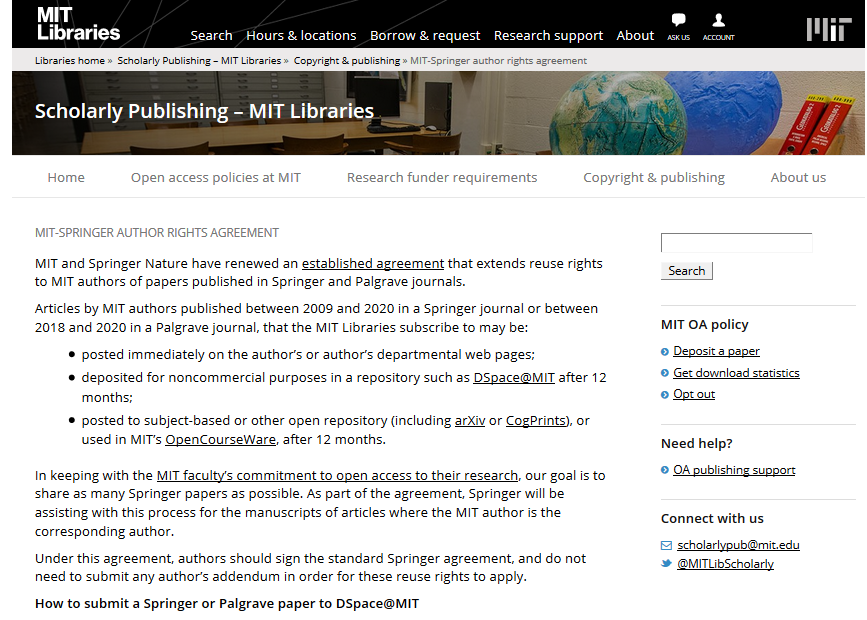 MIT
Libraries
Search Hours & locations Borrow & request Research support About ASK US ACCOUNT
Libraries home » Scholarly Publishing – MIT Libraries » Copyright & publishing » MIT-Springer author rights agreement
Scholarly Publishing – MIT Libraries
Home Open access policies at MIT Research funder requirements Copyright & publishing About us
MIT-SPRINGER AUTHOR RIGHTS AGREEMENT
MIT and Springer Nature have renewed an established agreement that extends reuse rights
to MIT authors of papers published in Springer and Palgrave journals.
Articles by MIT authors published between 2009 and 2020 in a Springer journal or between
2018 and 2020 in a Palgrave journal, that the MIT Libraries subscribe to may be:
• posted immediately on the author's or author's departmental web pages;
• deposited for noncommercial purposes in a repository such as DSpace@MIT after 12
months;
• posted to subject-based or other open repository (including arXiv or CogPrints), or
used in MIT's OpenCourseWare, after 12 months.
In keeping with the MIT faculty's commitment to open access to their research, our goal is to
share as many Springer papers as possible. As part of the agreement, Springer will be
assisting with this process for the manuscripts of articles where the MIT author is the
corresponding author.
Under this agreement, authors should sign the standard Springer agreement, and do not
need to submit any author's addendum in order for these reuse rights to apply.
How to submit a Springer or Palgrave paper to DSpace@MIT
Search
MIT OA policy
Deposit a paper
Get download statistics
Opt out
Need help?
OA publishing support
Connect with us
scholarlypub@mit.edu
@MITLibScholarly